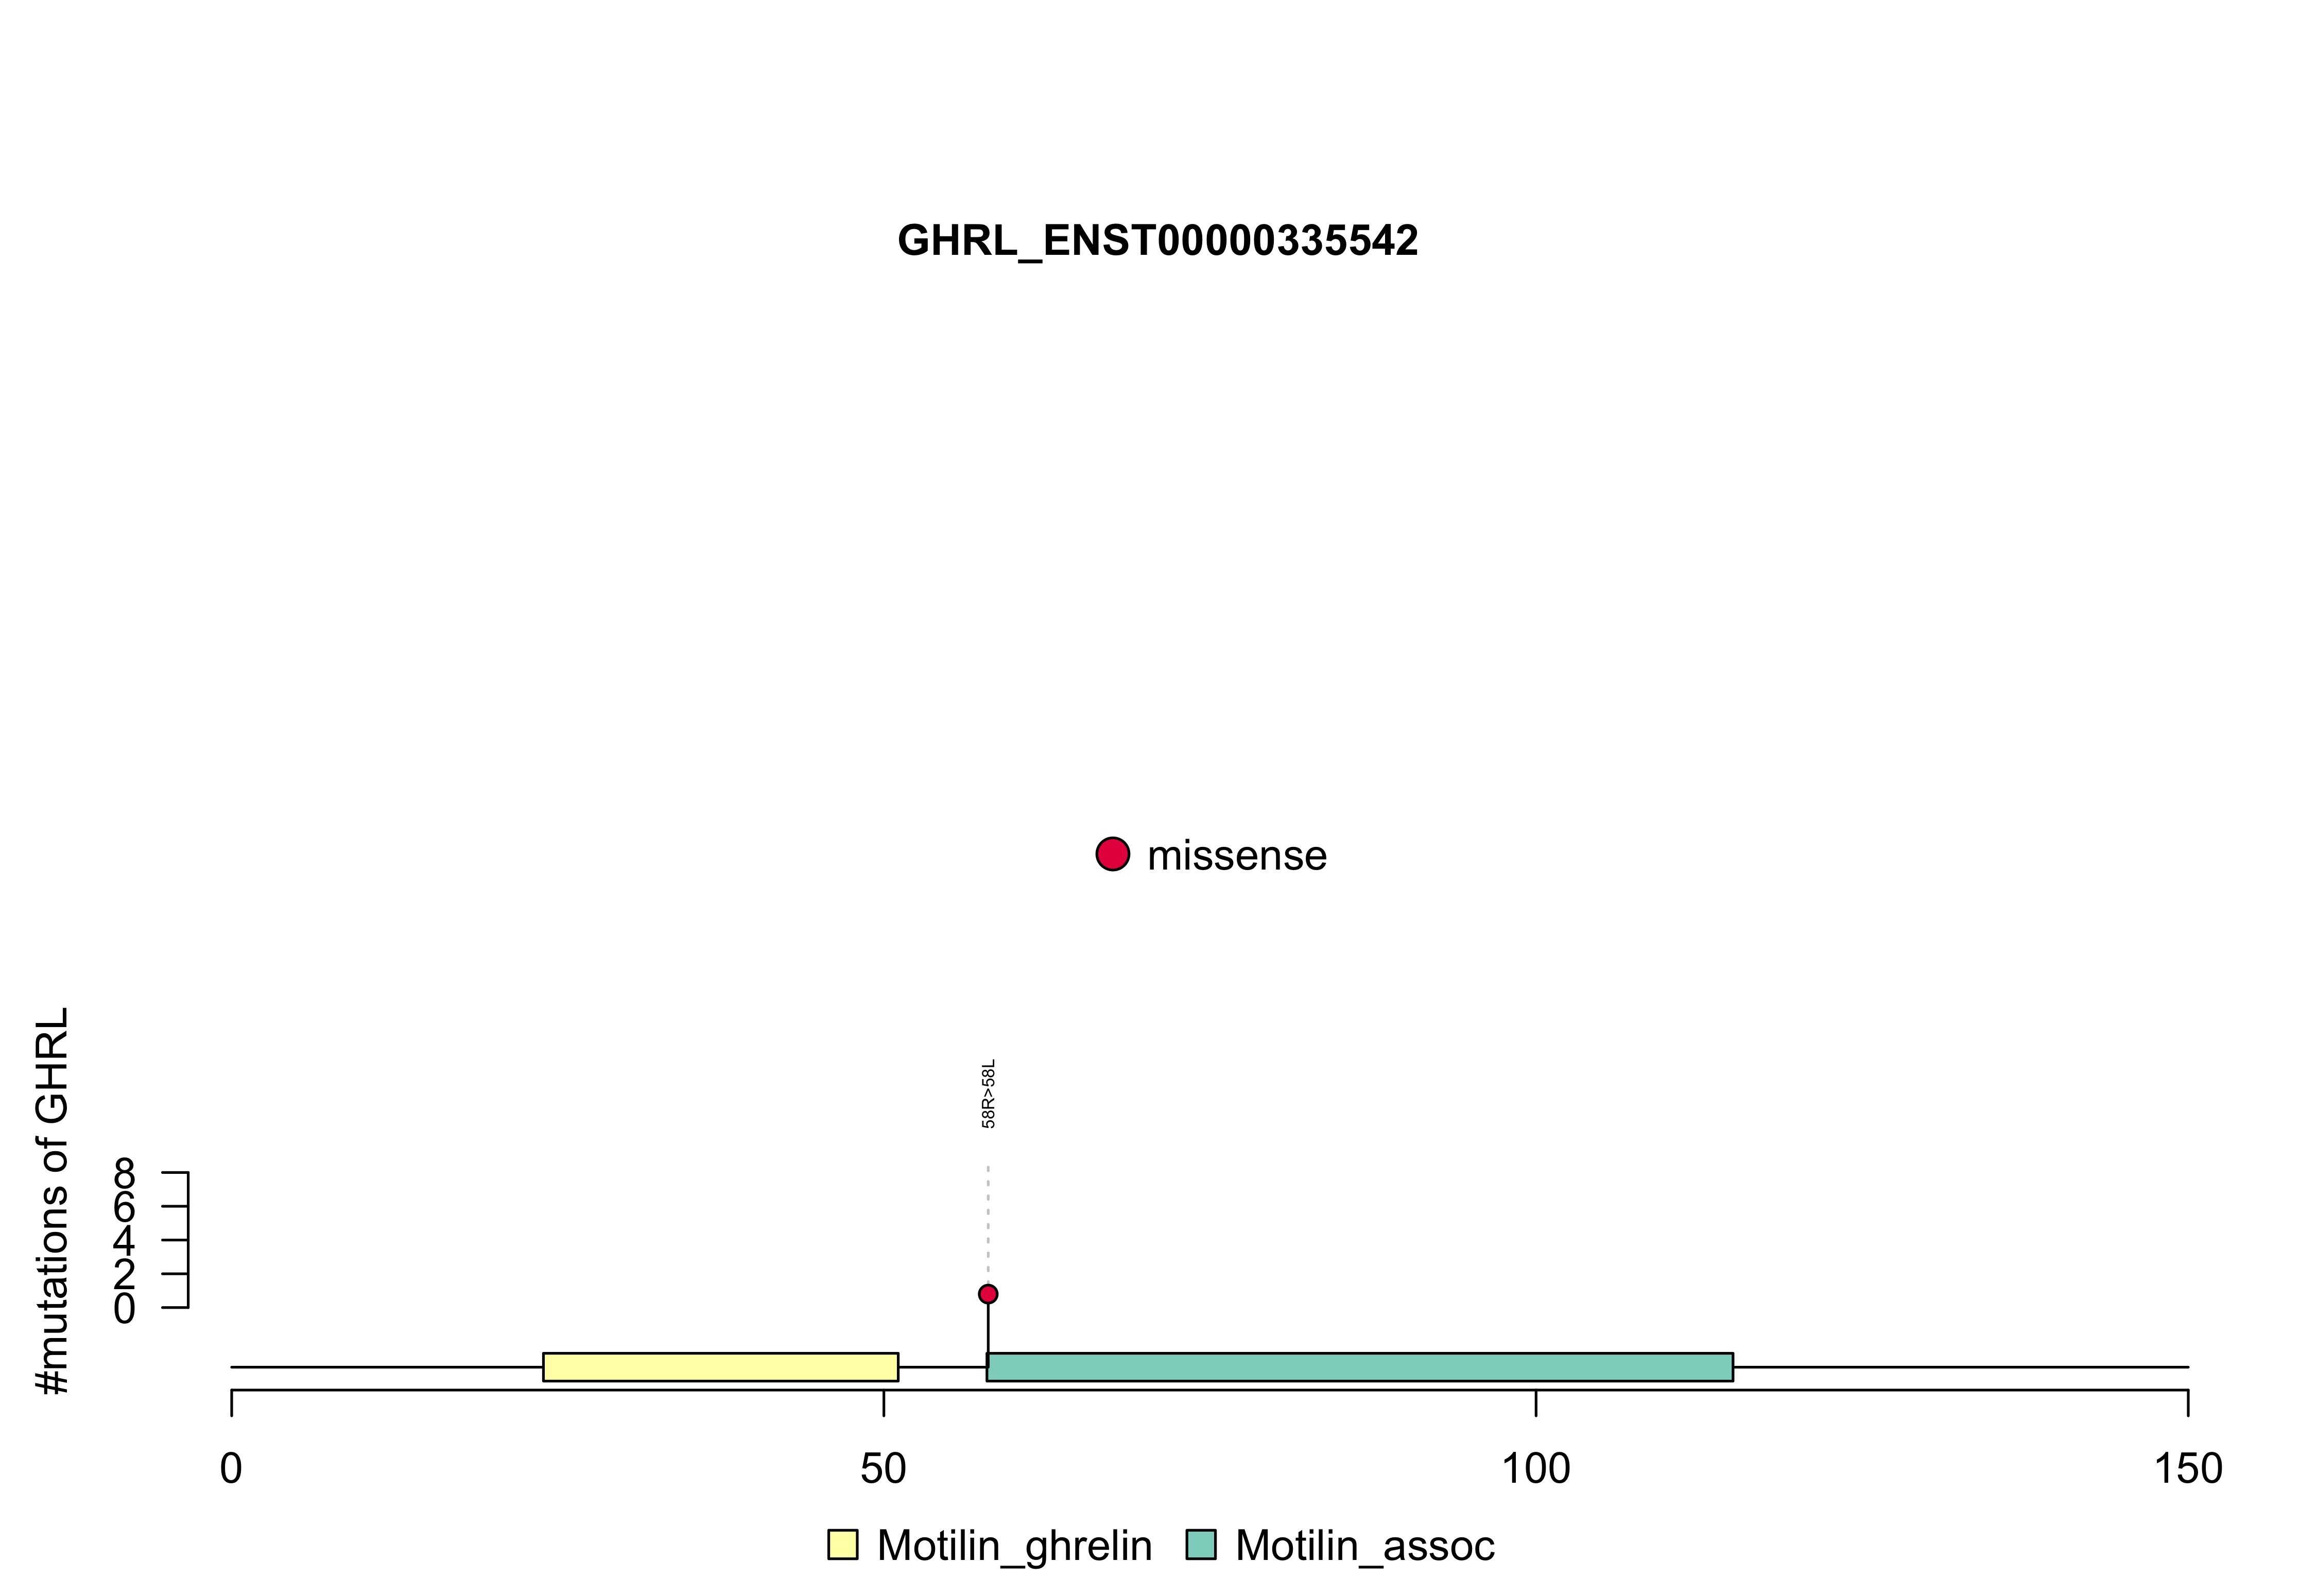 GHRL_ENST00000335542
missense
#mutations of GHRL
58R>58L
8
6
4
2
0
0 50 100 150
Motilin_ghrelin Motilin_assoc